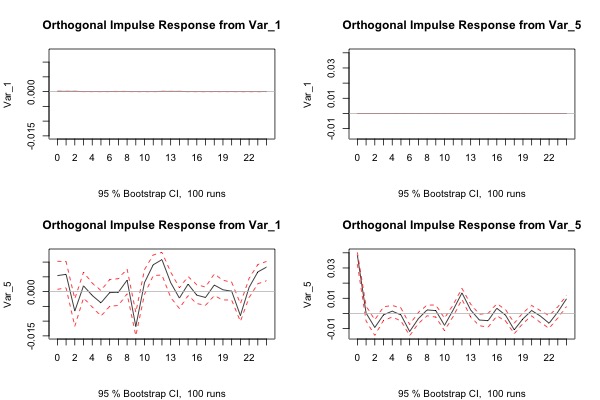 Orthogonal Impulse Response from Var_1
Var_1
0.000
-0.015
0 2 4 6 8 10 13 16 19 22
95 % Bootstrap CI, 100 runs
Orthogonal Impulse Response from Var_5
Var_1
0.03
0.01
-0.01
0 2 4 6 8 10 13 16 19 22
95 % Bootstrap CI, 100 runs
Orthogonal Impulse Response from Var_1
Var_5
0.000
-0.015
0 2 4 6 8 10 13 16 19 22
95 % Bootstrap CI, 100 runs
Orthogonal Impulse Response from Var_5
Var_5
0.03
0.01
-0.01
0 2 4 6 8 10 13 16 19 22
95 % Bootstrap CI, 100 runs